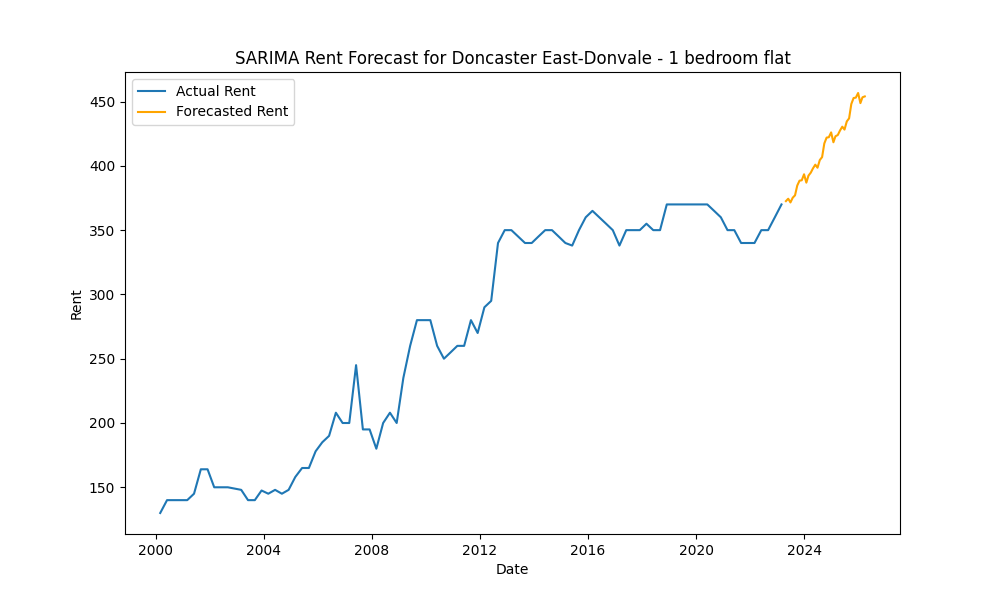 SARIMA Rent Forecast for Doncaster East-Donvale - 1 bedroom flat
Actual Rent
Forecasted Rent
450
400
350
300
250
200
150
Rent
2000 2004 2008 2012 2016 2020 2024
Date